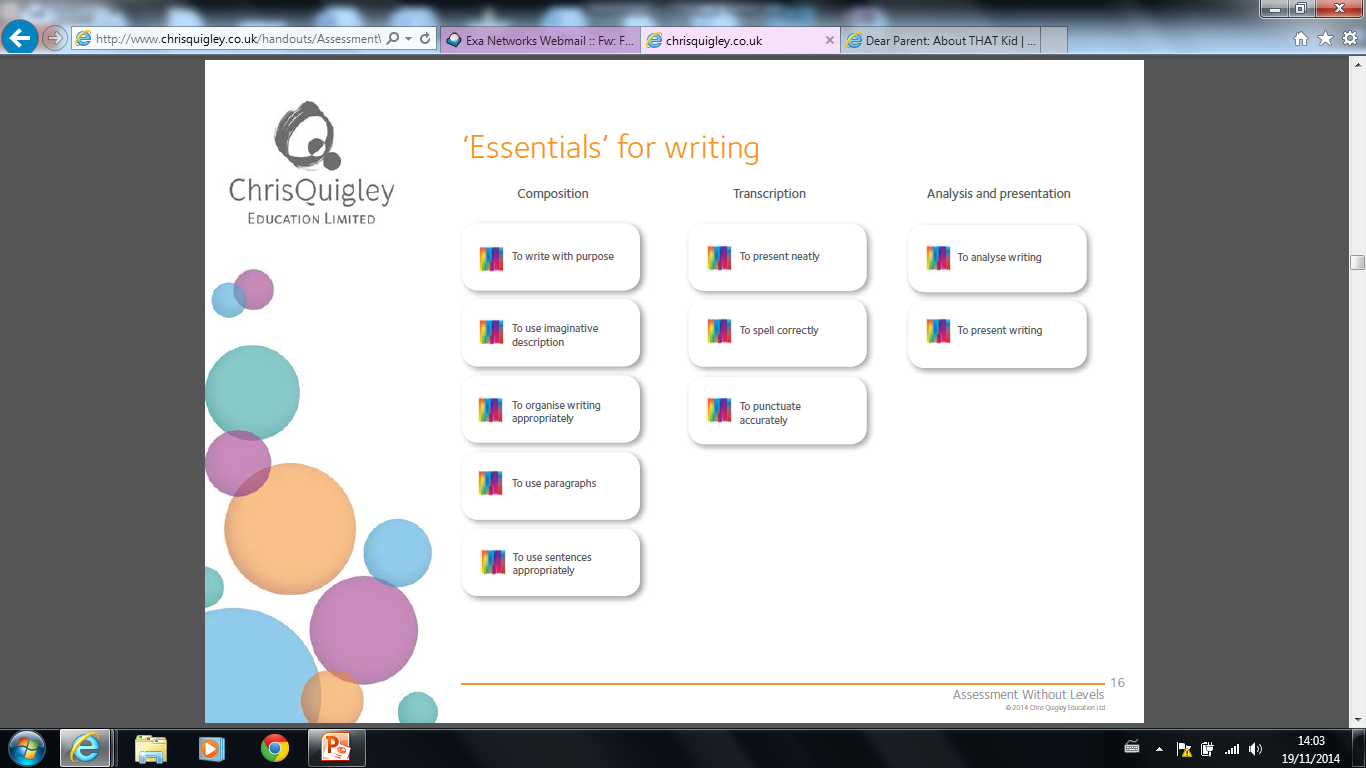 http://www.chrisquigley.co.uk/handouts/Assessment\
Exa Networks Webmail :: Fw: F...
chrisquigley.co.uk
Dear Parent: About THAT Kid | ...
ChrisQuigley
EDUCATION LIMITED
‘Essentials’ for writing
Composition
Transcription
Analysis and presentation
To write with purpose
To present neatly
To analyse writing
To use imaginative
description
To spell correctly
To present writing
To organise writing
appropriately
To punctuate
accurately
To use paragraphs
To use sentences
appropriately
16
Assessment Without Levels
© 2014 Chris Quigley Education Ltd
14:03
19/11/2014